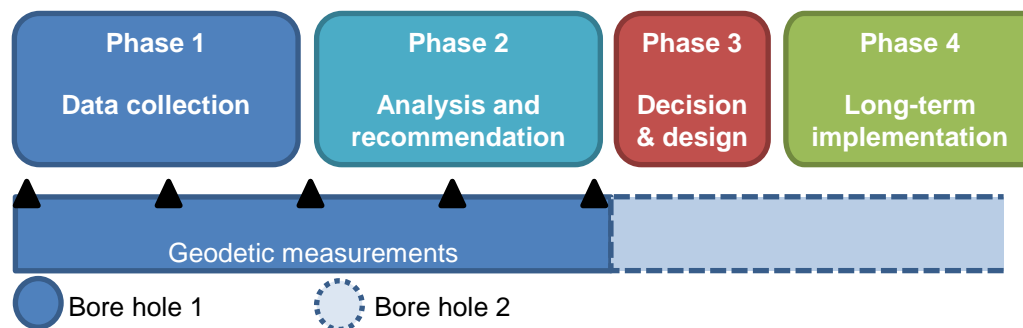 Phase 1
Data collection
Phase 2
Analysis and
recommendation
Phase 3
Decision
& design
Phase 4
Long-term
implementation
Geodetic measurements
Bore hole 1
Bore hole 2